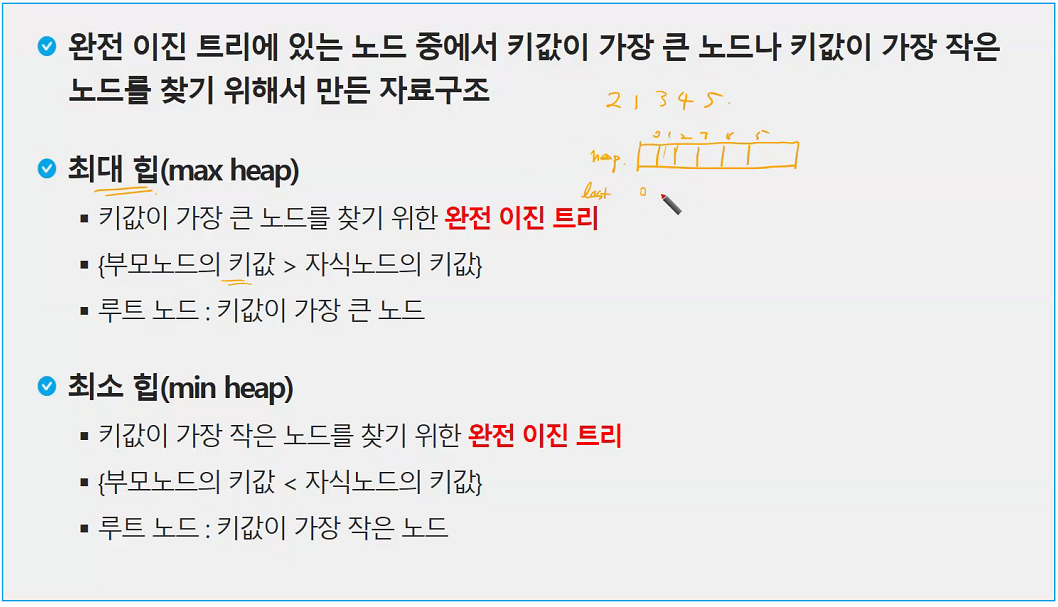 완전 이진 트리에 있는 노드 중에서 키값이 가장 큰 노드나 키값이 가장 작은
노드를 찾기 위해서 만든 자료구조
2 1 3 4 5.
0 1 2 3 4 5
heap.
최대 힙(max heap)
last 0
▪ 키값이 가장 큰 노드를 찾기 위한 완전 이진 트리
▪ {부모노드의 키값 > 자식노드의 키값}
▪ 루트 노드 : 키값이 가장 큰 노드
최소 힙(min heap)
▪ 키값이 가장 작은 노드를 찾기 위한 완전 이진 트리
▪ {부모노드의 키값 < 자식노드의 키값}
▪ 루트 노드 : 키값이 가장 작은 노드